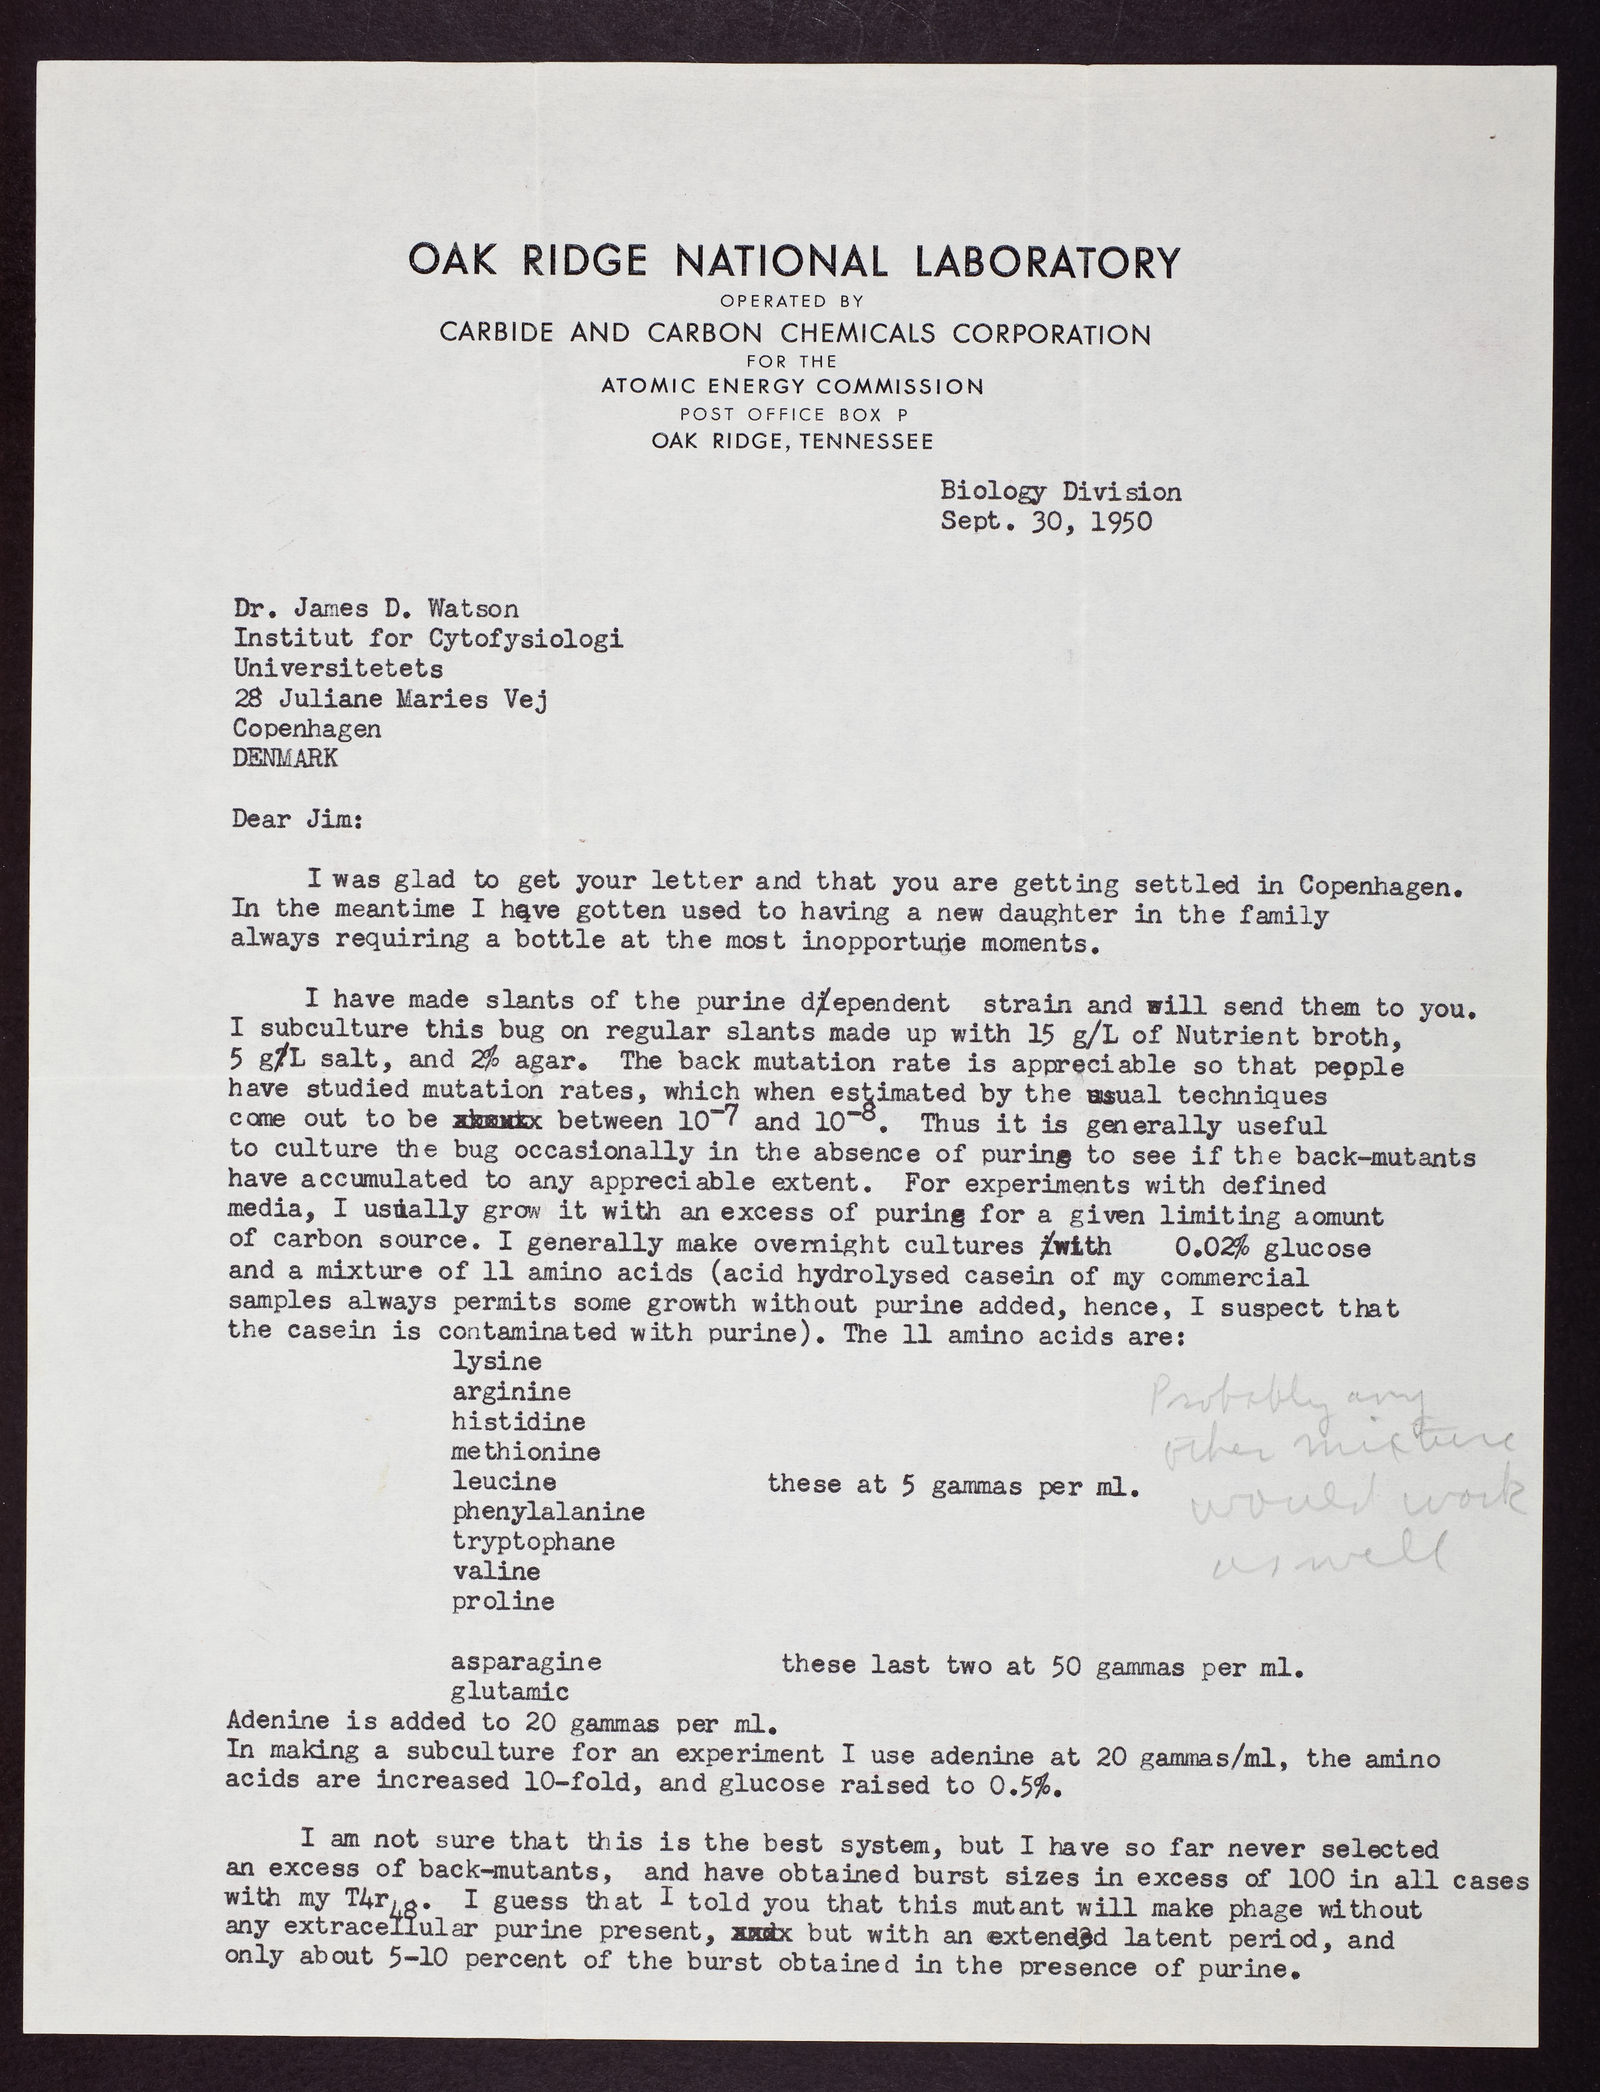 OAK RIDGE NATIONAL LABORATORY
OPERATED BY
CARBIDE AND CARBON CHEMICALS CORPORATION
FOR THE
ATOMIC ENERGY COMMISSION
POST OFFICE BOX P
OAK RIDGE, TENNESSEE
Biology Division
Sept. 30, 1950
Dr. James D. Watson
Institut for Cytofysiologi
Universitetets
28 Juliane Maries Vej
Copenhagen
DENMARK
Dear Jim:
I was glad to get your letter and that you are getting settled in Copenhagen.
In the meantime I have gotten used to having a new daughter in the family
always requiring a bottle at the most inopportune moments.
I have made slants of the purine dependent strain and will send them to you.
I subculture this bug on regular slants made up with 15 g/L of Nutrient broth,
5 g/L salt, and 2% agar. The back mutation rate is appreciable so that people
have studied mutation rates, which when estimated by the usual techniques
come out to be between 10⁻⁷ and 10⁻⁸. Thus it is generally useful
to culture the bug occasionally in the absence of purine to see if the back-mutants
have accumulated to any appreciable extent. For experiments with defined
media, I usually grow it with an excess of purine for a given limiting aomunt
of carbon source. I generally make overnight cultures with 0.02% glucose
and a mixture of 11 amino acids (acid hydrolysed casein of my commercial
samples always permits some growth without purine added, hence, I suspect that
the casein is contaminated with purine). The 11 amino acids are:
lysine
arginine
histidine
methionine
leucine these at 5 gammas per ml.
phenylalanine
tryptophane
valine
proline
Probably any
other mixture
would work
as well
asparagine these last two at 50 gammas per ml.
glutamic
Adenine is added to 20 gammas per ml.
In making a subculture for an experiment I use adenine at 20 gammas/ml, the amino
acids are increased 10-fold, and glucose raised to 0.5%.
I am not sure that this is the best system, but I have so far never selected
an excess of back-mutants, and have obtained burst sizes in excess of 100 in all cases
with my T4r₄₈. I guess that I told you that this mutant will make phage without
any extracellular purine present, but with an extended latent period, and
only about 5-10 percent of the burst obtained in the presence of purine.